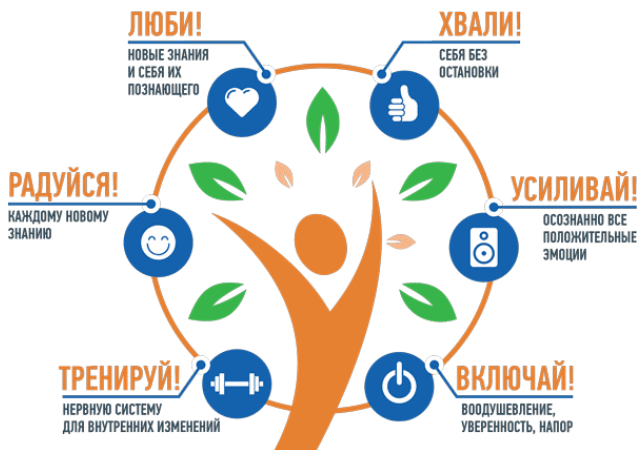 ЛЮБИ!
НОВЫЕ ЗНАНИЯ
И СЕБЯ ИХ
ПОЗНАЮЩЕГО
ХВАЛИ!
СЕБЯ БЕЗ
ОСТАНОВКИ
РАДУЙСЯ!
КАЖДОМУ НОВОМУ
ЗНАНИЮ
УСИЛИВАЙ!
ОСОЗНАННО ВСЕ
ПОЛОЖИТЕЛЬНЫЕ
ЭМОЦИИ
ТРЕНИРУЙ!
НЕРВНУЮ СИСТЕМУ
ДЛЯ ВНУТРЕННИХ ИЗМЕНЕНИЙ
ВКЛЮЧАЙ!
ВООДУШЕВЛЕНИЕ,
УВЕРЕННОСТЬ, НАПОР